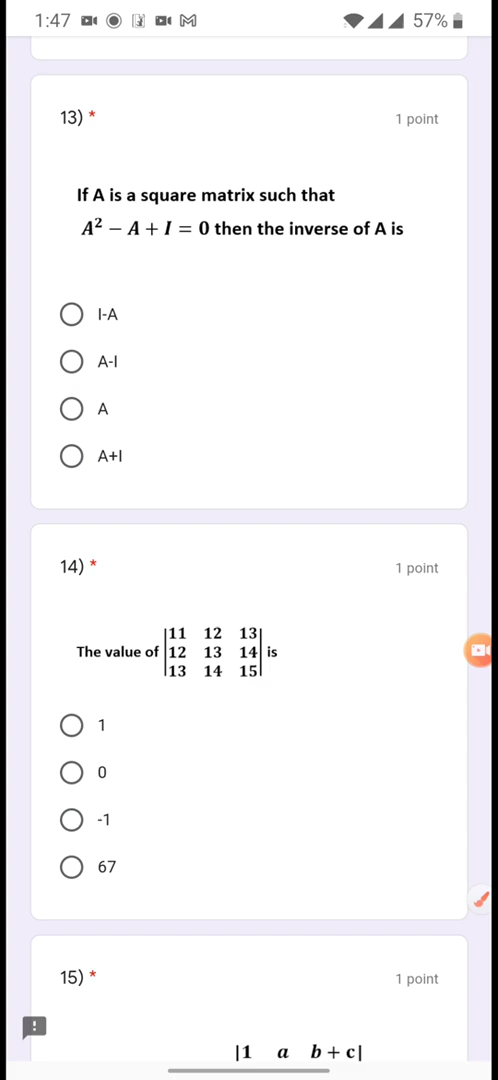 1:47 57%
13) * 1 point
If A is a square matrix such that
A² − A + I = 0 then the inverse of A is
I-A
A-I
A
A+I
14) * 1 point
|11 12 13|
The value of |12 13 14| is
|13 14 15|
1
0
-1
67
15) * 1 point
|1 a b + c|